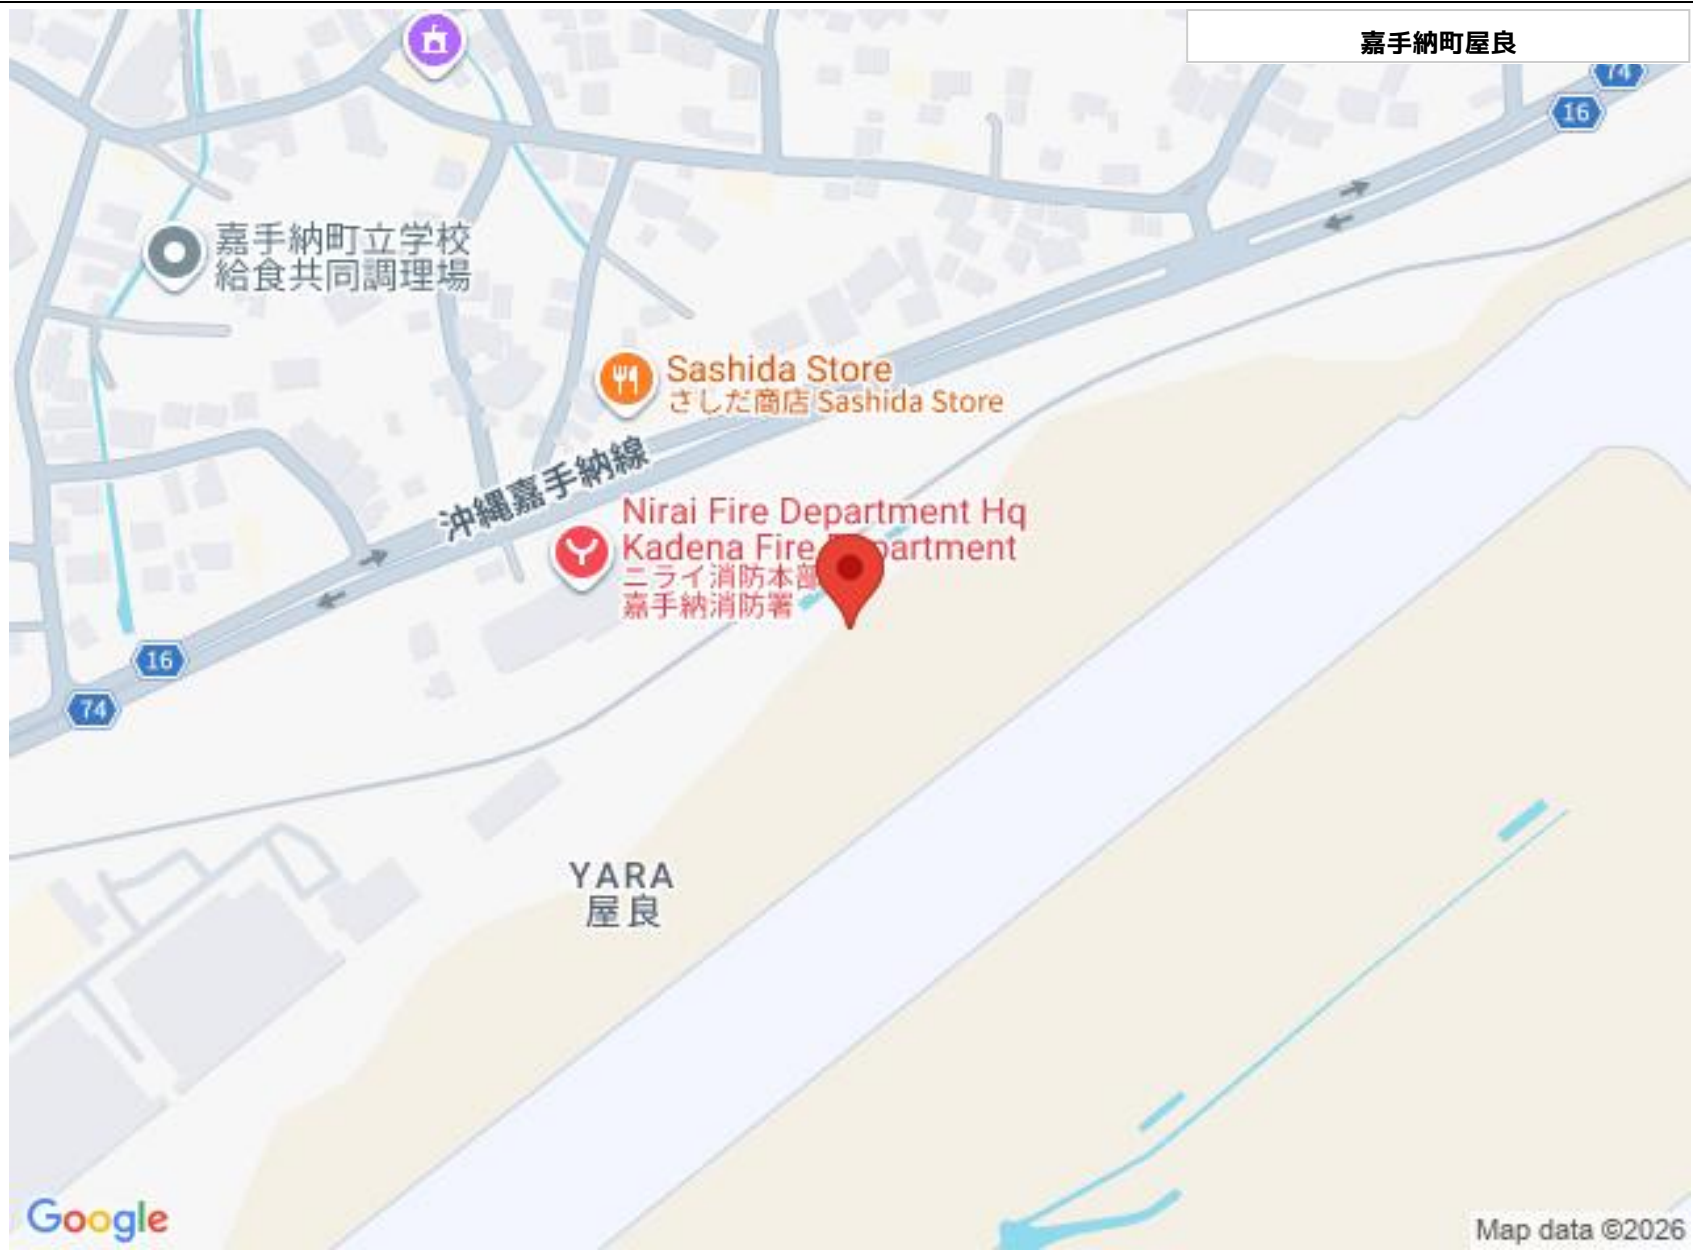 嘉手納町屋良
74
16
嘉手納町立学校
給食共同調理場
Sashida Store
さしだ商店 Sashida Store
沖縄嘉手納線
Nirai Fire Department Hq
Kadena Fire Department
ニライ消防本部
嘉手納消防署
16
74
YARA
屋良
Google
Map data ©2026